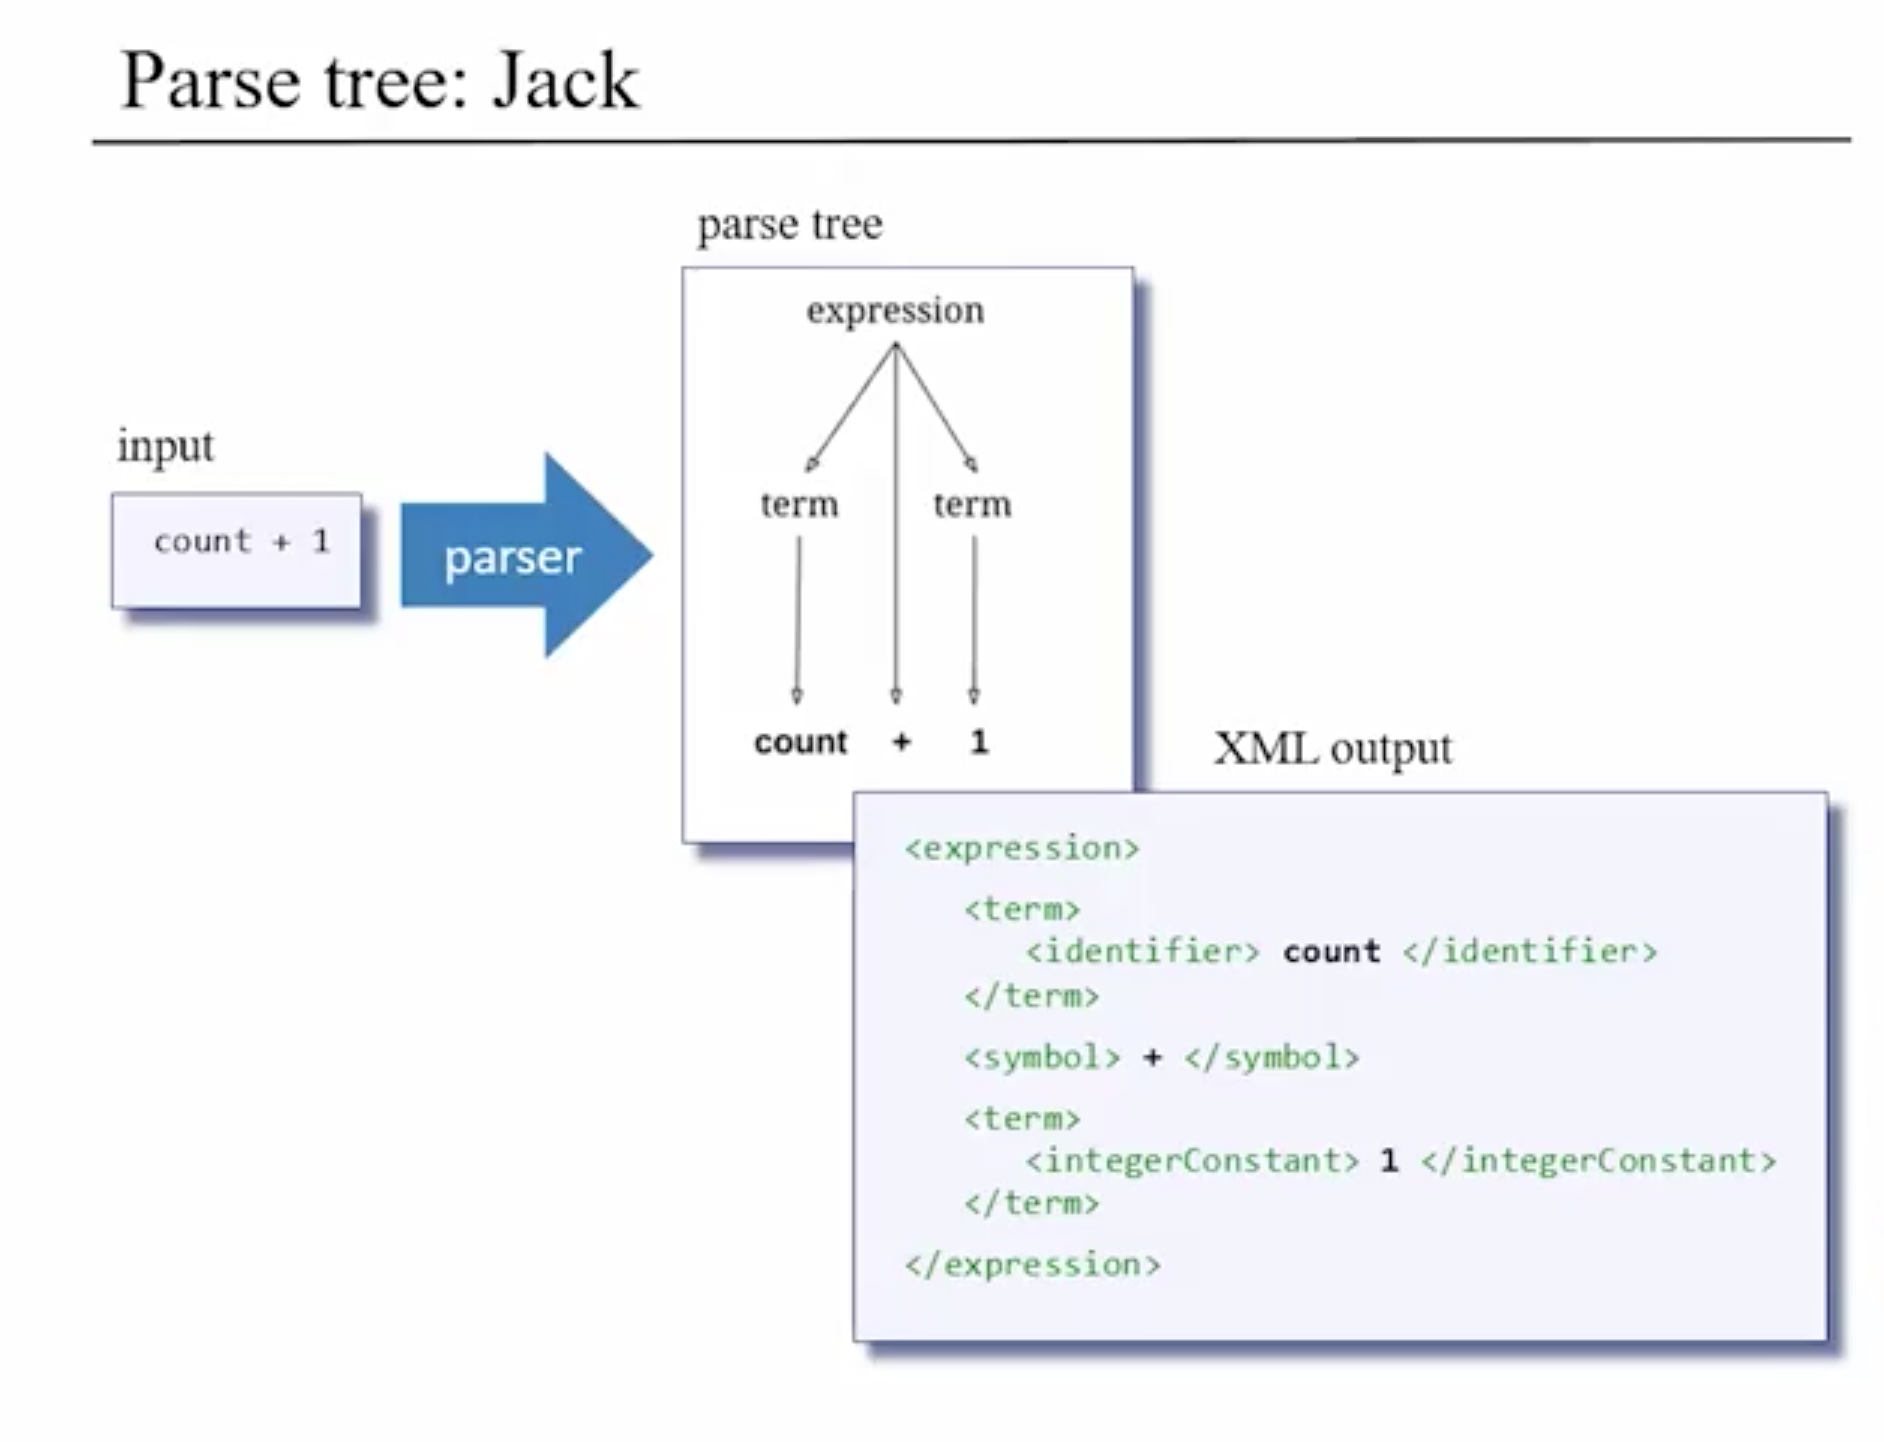 Parse tree: Jack
parse tree
expression
input
term term
count + 1
parser
count + 1
XML output
<expression>
<term>
<identifier> count </identifier>
</term>
<symbol> + </symbol>
<term>
<integerConstant> 1 </integerConstant>
</term>
</expression>